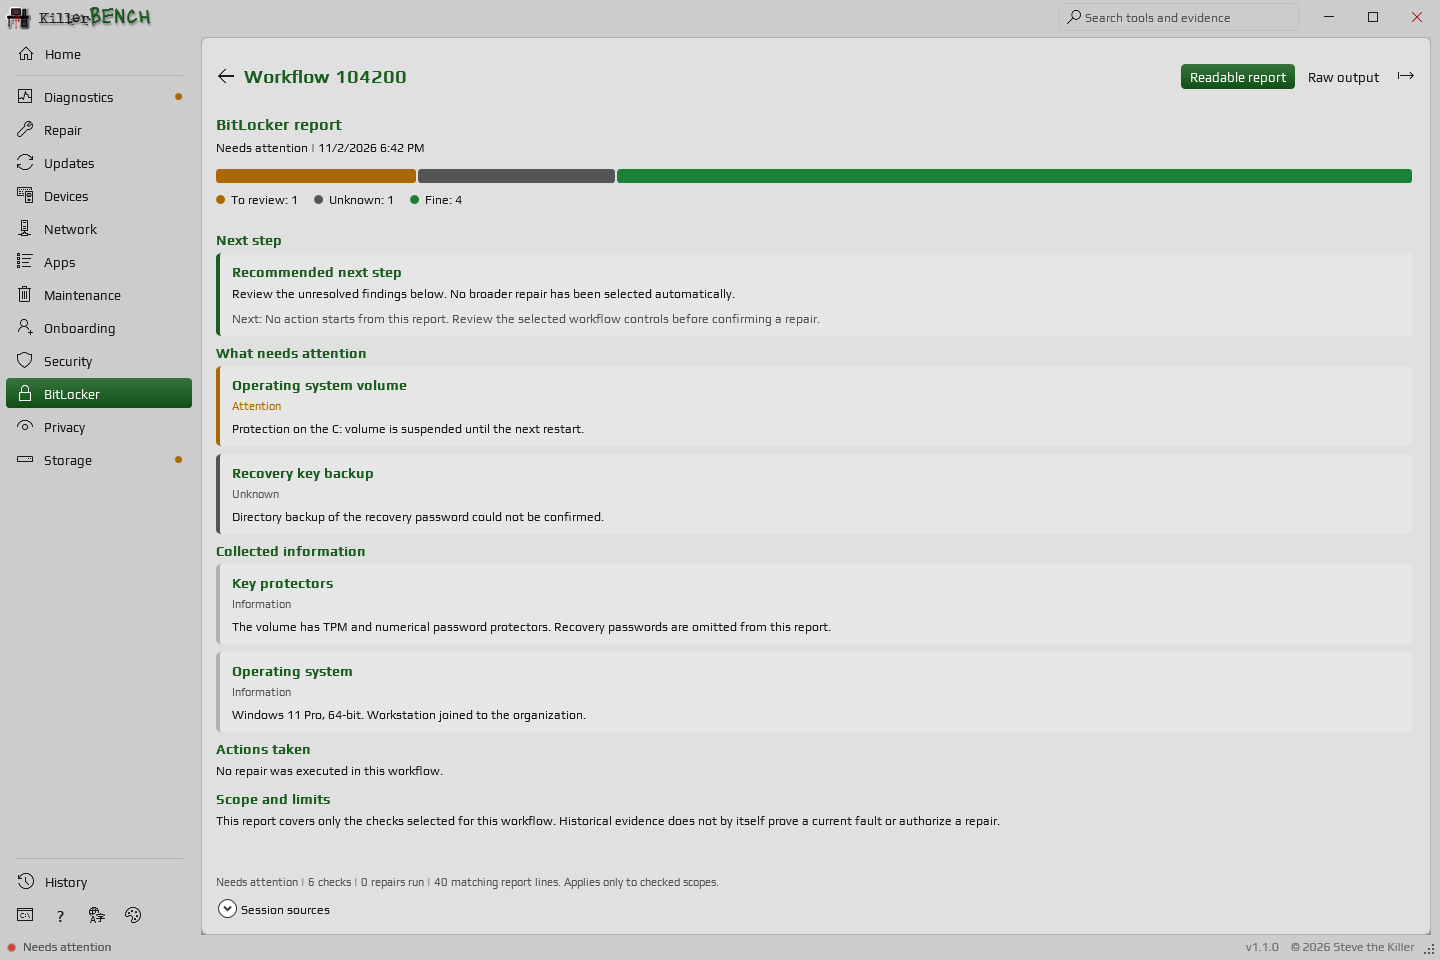 KillerBENCH
Search tools and evidence
Home
Diagnostics
Repair
Updates
Devices
Network
Apps
Maintenance
Onboarding
Security
BitLocker
Privacy
Storage
History
?
Needs attention
Workflow 104200
Readable report
Raw output
BitLocker report
Needs attention | 11/2/2026 6:42 PM
To review: 1
Unknown: 1
Fine: 4
Next step
Recommended next step
Review the unresolved findings below. No broader repair has been selected automatically.
Next: No action starts from this report. Review the selected workflow controls before confirming a repair.
What needs attention
Operating system volume
Attention
Protection on the C: volume is suspended until the next restart.
Recovery key backup
Unknown
Directory backup of the recovery password could not be confirmed.
Collected information
Key protectors
Information
The volume has TPM and numerical password protectors. Recovery passwords are omitted from this report.
Operating system
Information
Windows 11 Pro, 64-bit. Workstation joined to the organization.
Actions taken
No repair was executed in this workflow.
Scope and limits
This report covers only the checks selected for this workflow. Historical evidence does not by itself prove a current fault or authorize a repair.
Needs attention | 6 checks | 0 repairs run | 40 matching report lines. Applies only to checked scopes.
Session sources
v1.1.0
© 2026 Steve the Killer